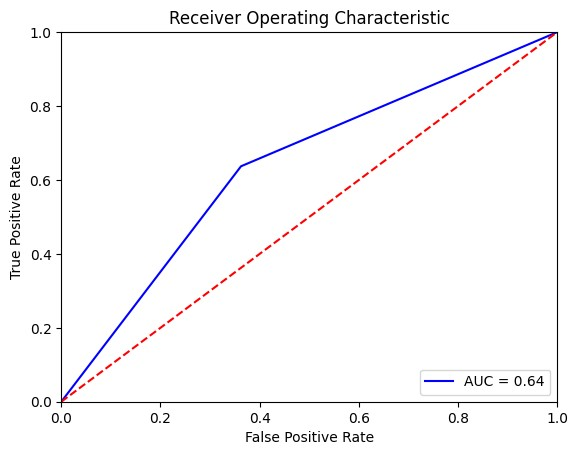 Receiver Operating Characteristic
1.0
0.8
0.6
0.4
0.2
0.0
True Positive Rate
AUC = 0.64
0.0 0.2 0.4 0.6 0.8 1.0
False Positive Rate